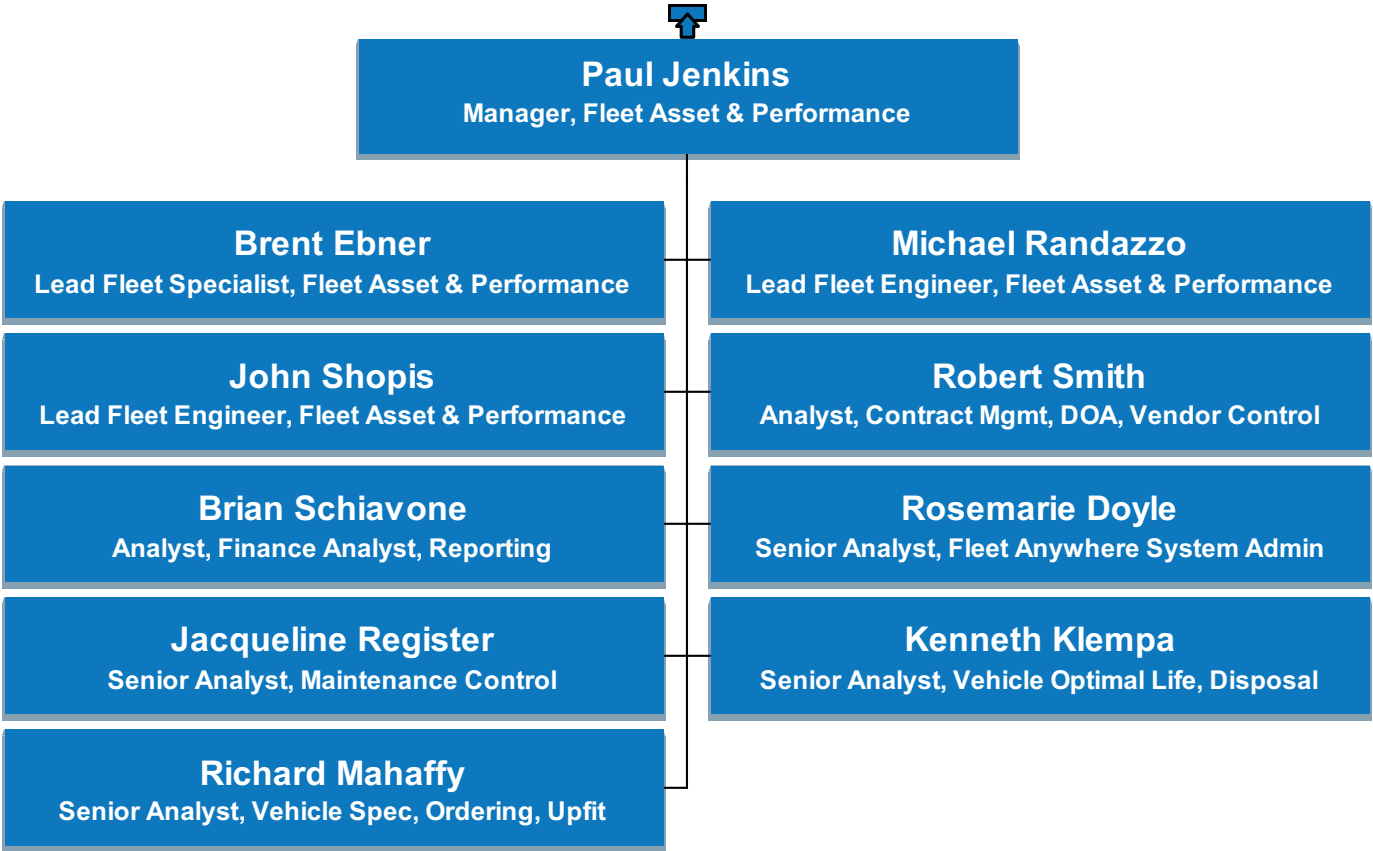 Paul Jenkins
Manager, Fleet Asset & Performance
Brent Ebner
Lead Fleet Specialist, Fleet Asset & Performance
Michael Randazzo
Lead Fleet Engineer, Fleet Asset & Performance
John Shopis
Lead Fleet Engineer, Fleet Asset & Performance
Robert Smith
Analyst, Contract Mgmt, DOA, Vendor Control
Brian Schiavone
Analyst, Finance Analyst, Reporting
Rosemarie Doyle
Senior Analyst, Fleet Anywhere System Admin
Jacqueline Register
Senior Analyst, Maintenance Control
Kenneth Klempa
Senior Analyst, Vehicle Optimal Life, Disposal
Richard Mahaffy
Senior Analyst, Vehicle Spec, Ordering, Upfit